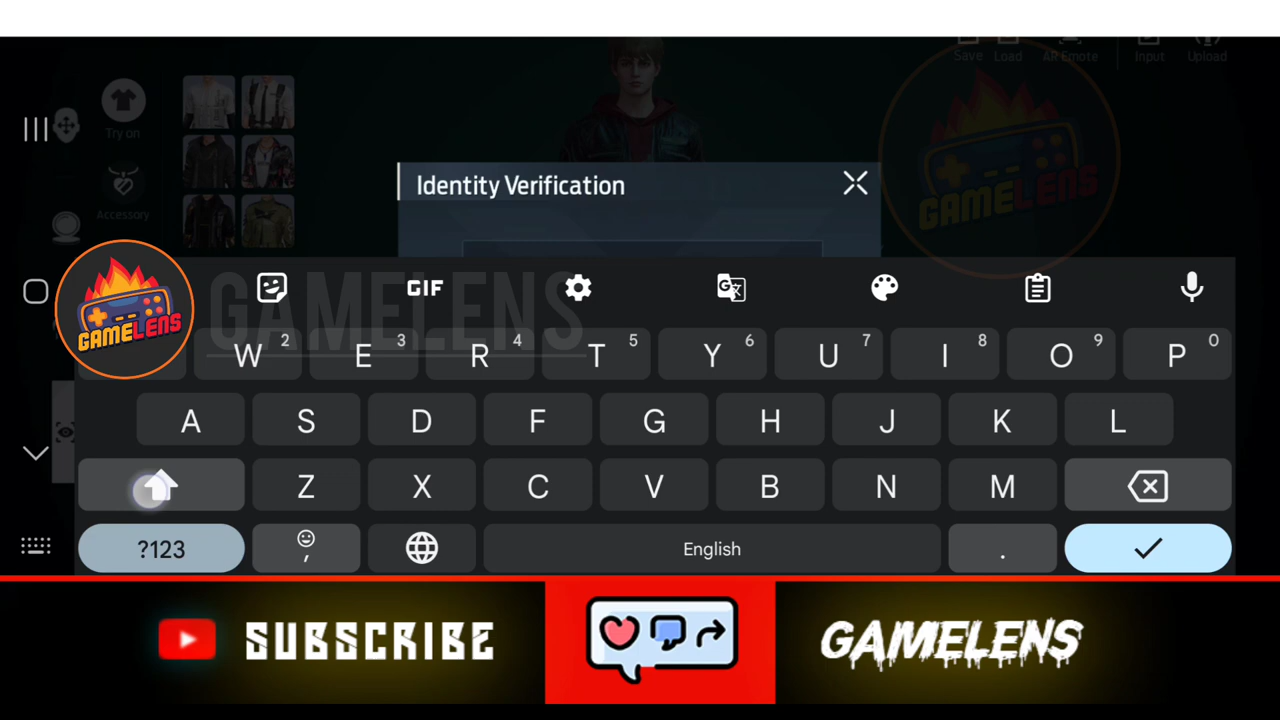 Save Load AR Emote Input Upload
Try on
Identity Verification
Accessory
GAMELENS
GIF
GAMELENS
GAMELENS
W 2 E 3 R 4 T 5 Y 6 U 7 I 8 O 9 P 0
A S D F G H J K L
Z X C V B N M
?123 , English .
SUBSCRIBE GAMELENS